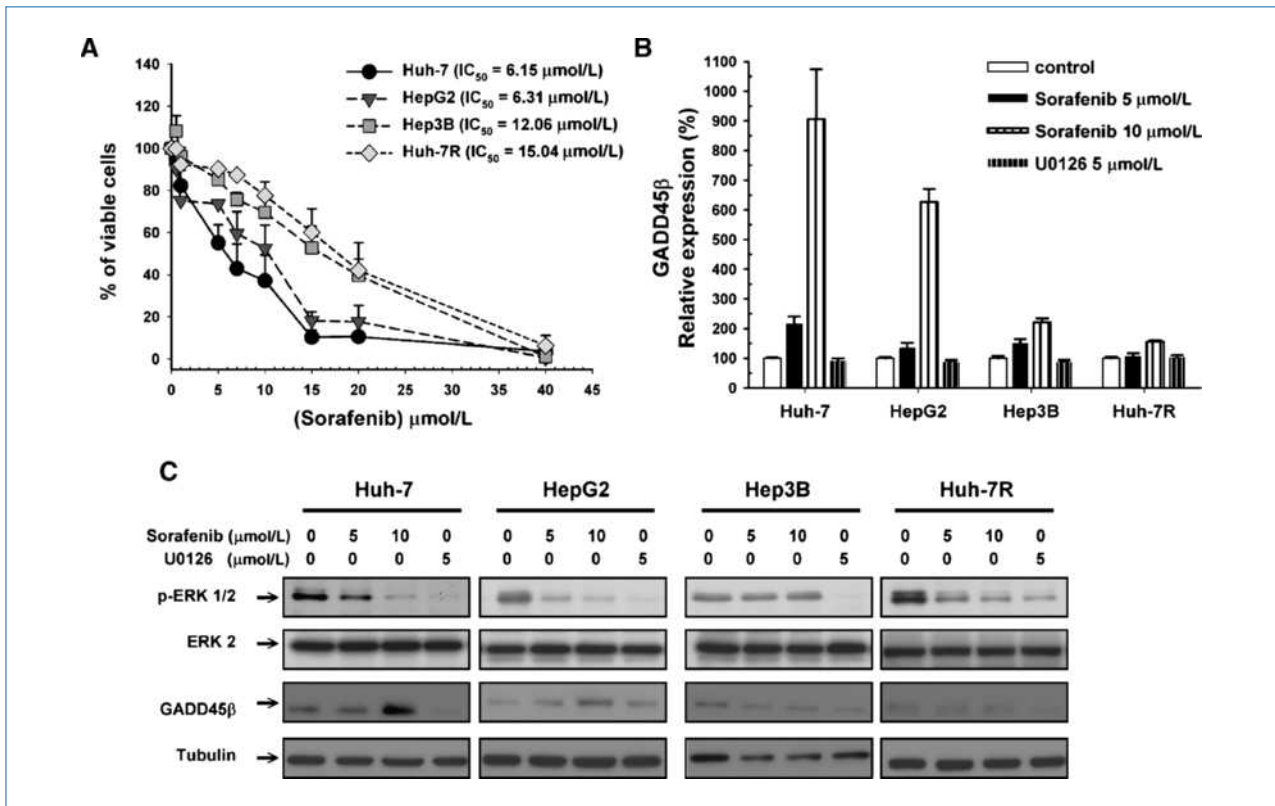 A
140
120
100
80
60
40
20
0
% of viable cells
0 5 10 15 20 25 30 35 40 45
(Sorafenib) μmol/L
Huh-7 (IC50 = 6.15 μmol/L)
HepG2 (IC50 = 6.31 μmol/L)
Hep3B (IC50 = 12.06 μmol/L)
Huh-7R (IC50 = 15.04 μmol/L)
B
GADD45β
Relative expression (%)
1100
1000
900
800
700
600
500
400
300
200
100
0
control
Sorafenib 5 μmol/L
Sorafenib 10 μmol/L
U0126 5 μmol/L
Huh-7 HepG2 Hep3B Huh-7R
C
Huh-7 HepG2 Hep3B Huh-7R
Sorafenib (μmol/L) 0 5 10 0 0 5 10 0 0 5 10 0 0 5 10 0
U0126 (μmol/L) 0 0 0 5 0 0 0 5 0 0 0 5 0 0 0 5
p-ERK 1/2
ERK 2
GADD45β
Tubulin